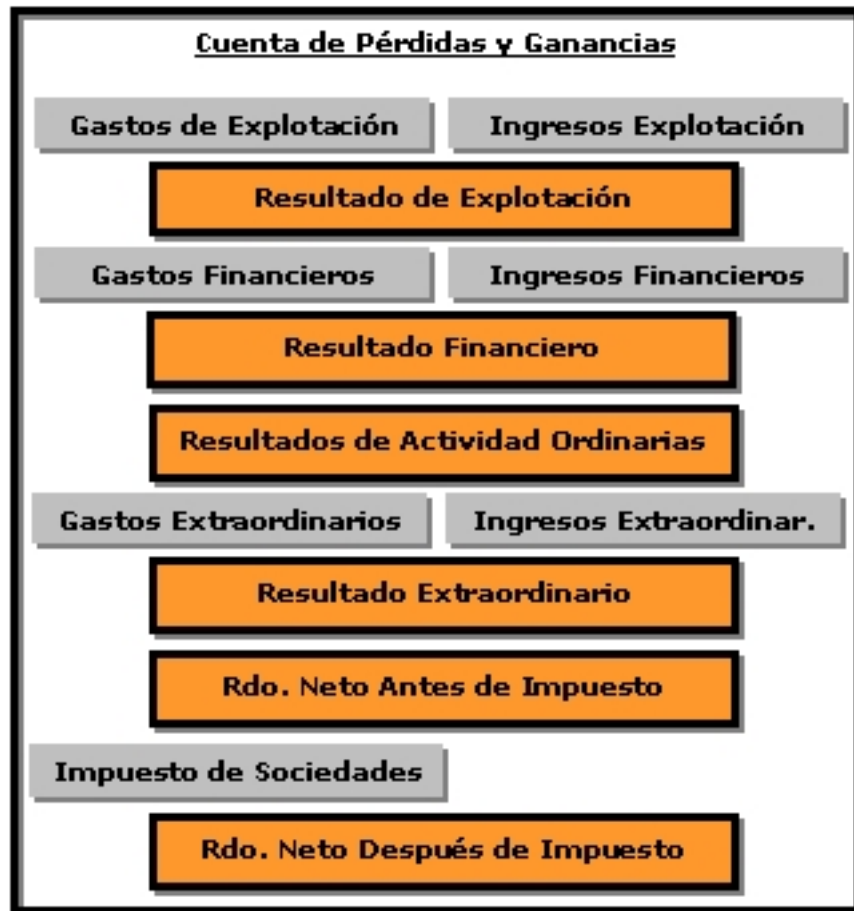 Cuenta de Pérdidas y Ganancias
Gastos de Explotación
Ingresos Explotación
Resultado de Explotación
Gastos Financieros
Ingresos Financieros
Resultado Financiero
Resultados de Actividad Ordinarias
Gastos Extraordinarios
Ingresos Extraordinar.
Resultado Extraordinario
Rdo. Neto Antes de Impuesto
Impuesto de Sociedades
Rdo. Neto Después de Impuesto